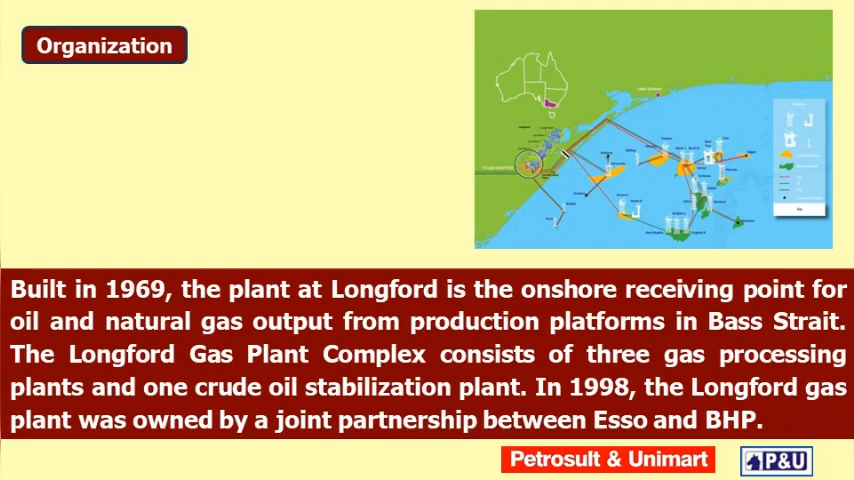 Organization
Built in 1969, the plant at Longford is the onshore receiving point for
oil and natural gas output from production platforms in Bass Strait.
The Longford Gas Plant Complex consists of three gas processing
plants and one crude oil stabilization plant. In 1998, the Longford gas
plant was owned by a joint partnership between Esso and BHP.
Petrosult & Unimart
P&U